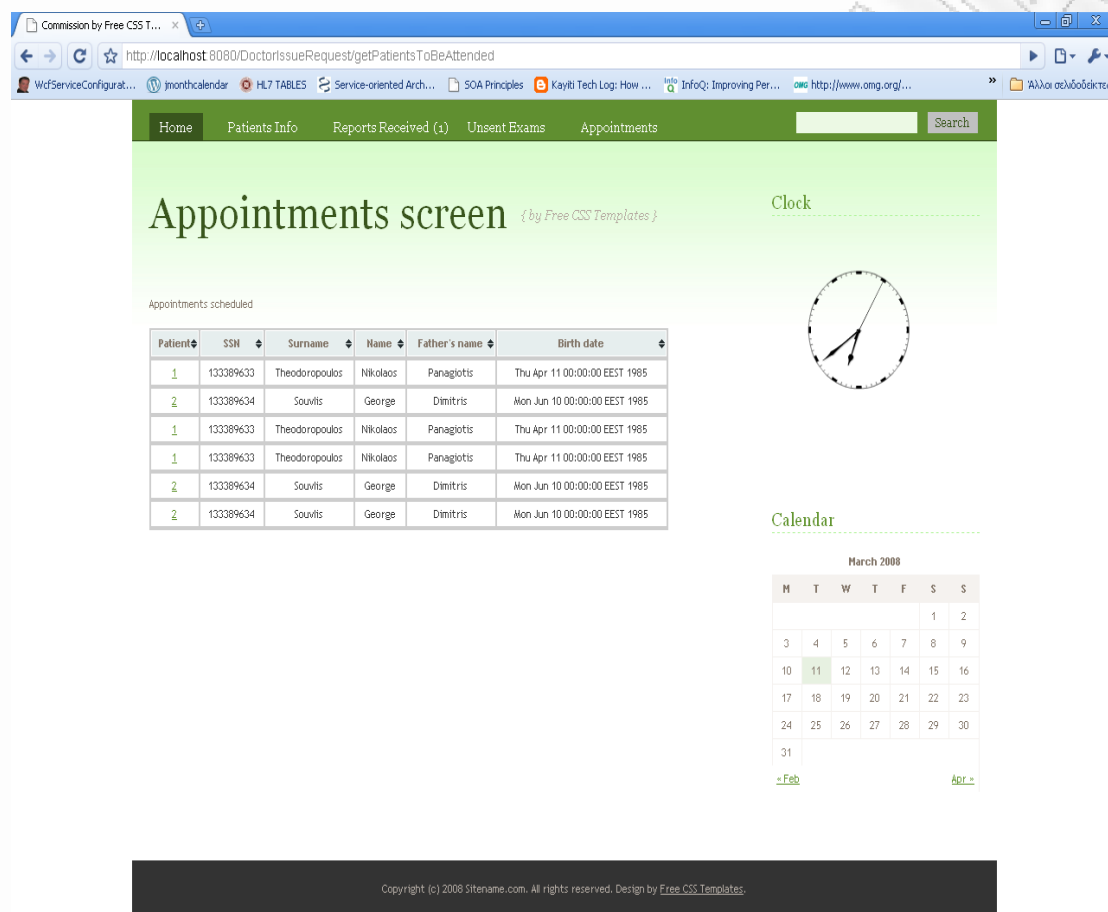 Commission by Free CSS T...
http://localhost:8080/DoctorIssueRequest/getPatientsToBeAttended
WcfServiceConfigurat... jmonthcalendar HL7 TABLES Service-oriented Arch... SOA Principles Kayiti Tech Log: How ... InfoQ: Improving Per... http://www.omg.org/... » Άλλοι σελιδοδείκτες
Home Patients Info Reports Received (1) Unsent Exams Appointments Search
Appointments screen { by Free CSS Templates }
Clock
Appointments scheduled
Patient SSN Surname Name Father's name Birth date
1 133389633 Theodoropoulos Nikolaos Panagiotis Thu Apr 11 00:00:00 EEST 1985
2 133389634 Souvlis George Dimitris Mon Jun 10 00:00:00 EEST 1985
1 133389633 Theodoropoulos Nikolaos Panagiotis Thu Apr 11 00:00:00 EEST 1985
1 133389633 Theodoropoulos Nikolaos Panagiotis Thu Apr 11 00:00:00 EEST 1985
2 133389634 Souvlis George Dimitris Mon Jun 10 00:00:00 EEST 1985
2 133389634 Souvlis George Dimitris Mon Jun 10 00:00:00 EEST 1985
Calendar
March 2008
M T W T F S S
1 2
3 4 5 6 7 8 9
10 11 12 13 14 15 16
17 18 19 20 21 22 23
24 25 26 27 28 29 30
31
« Feb Apr »
Copyright (c) 2008 Sitename.com. All rights reserved. Design by Free CSS Templates.